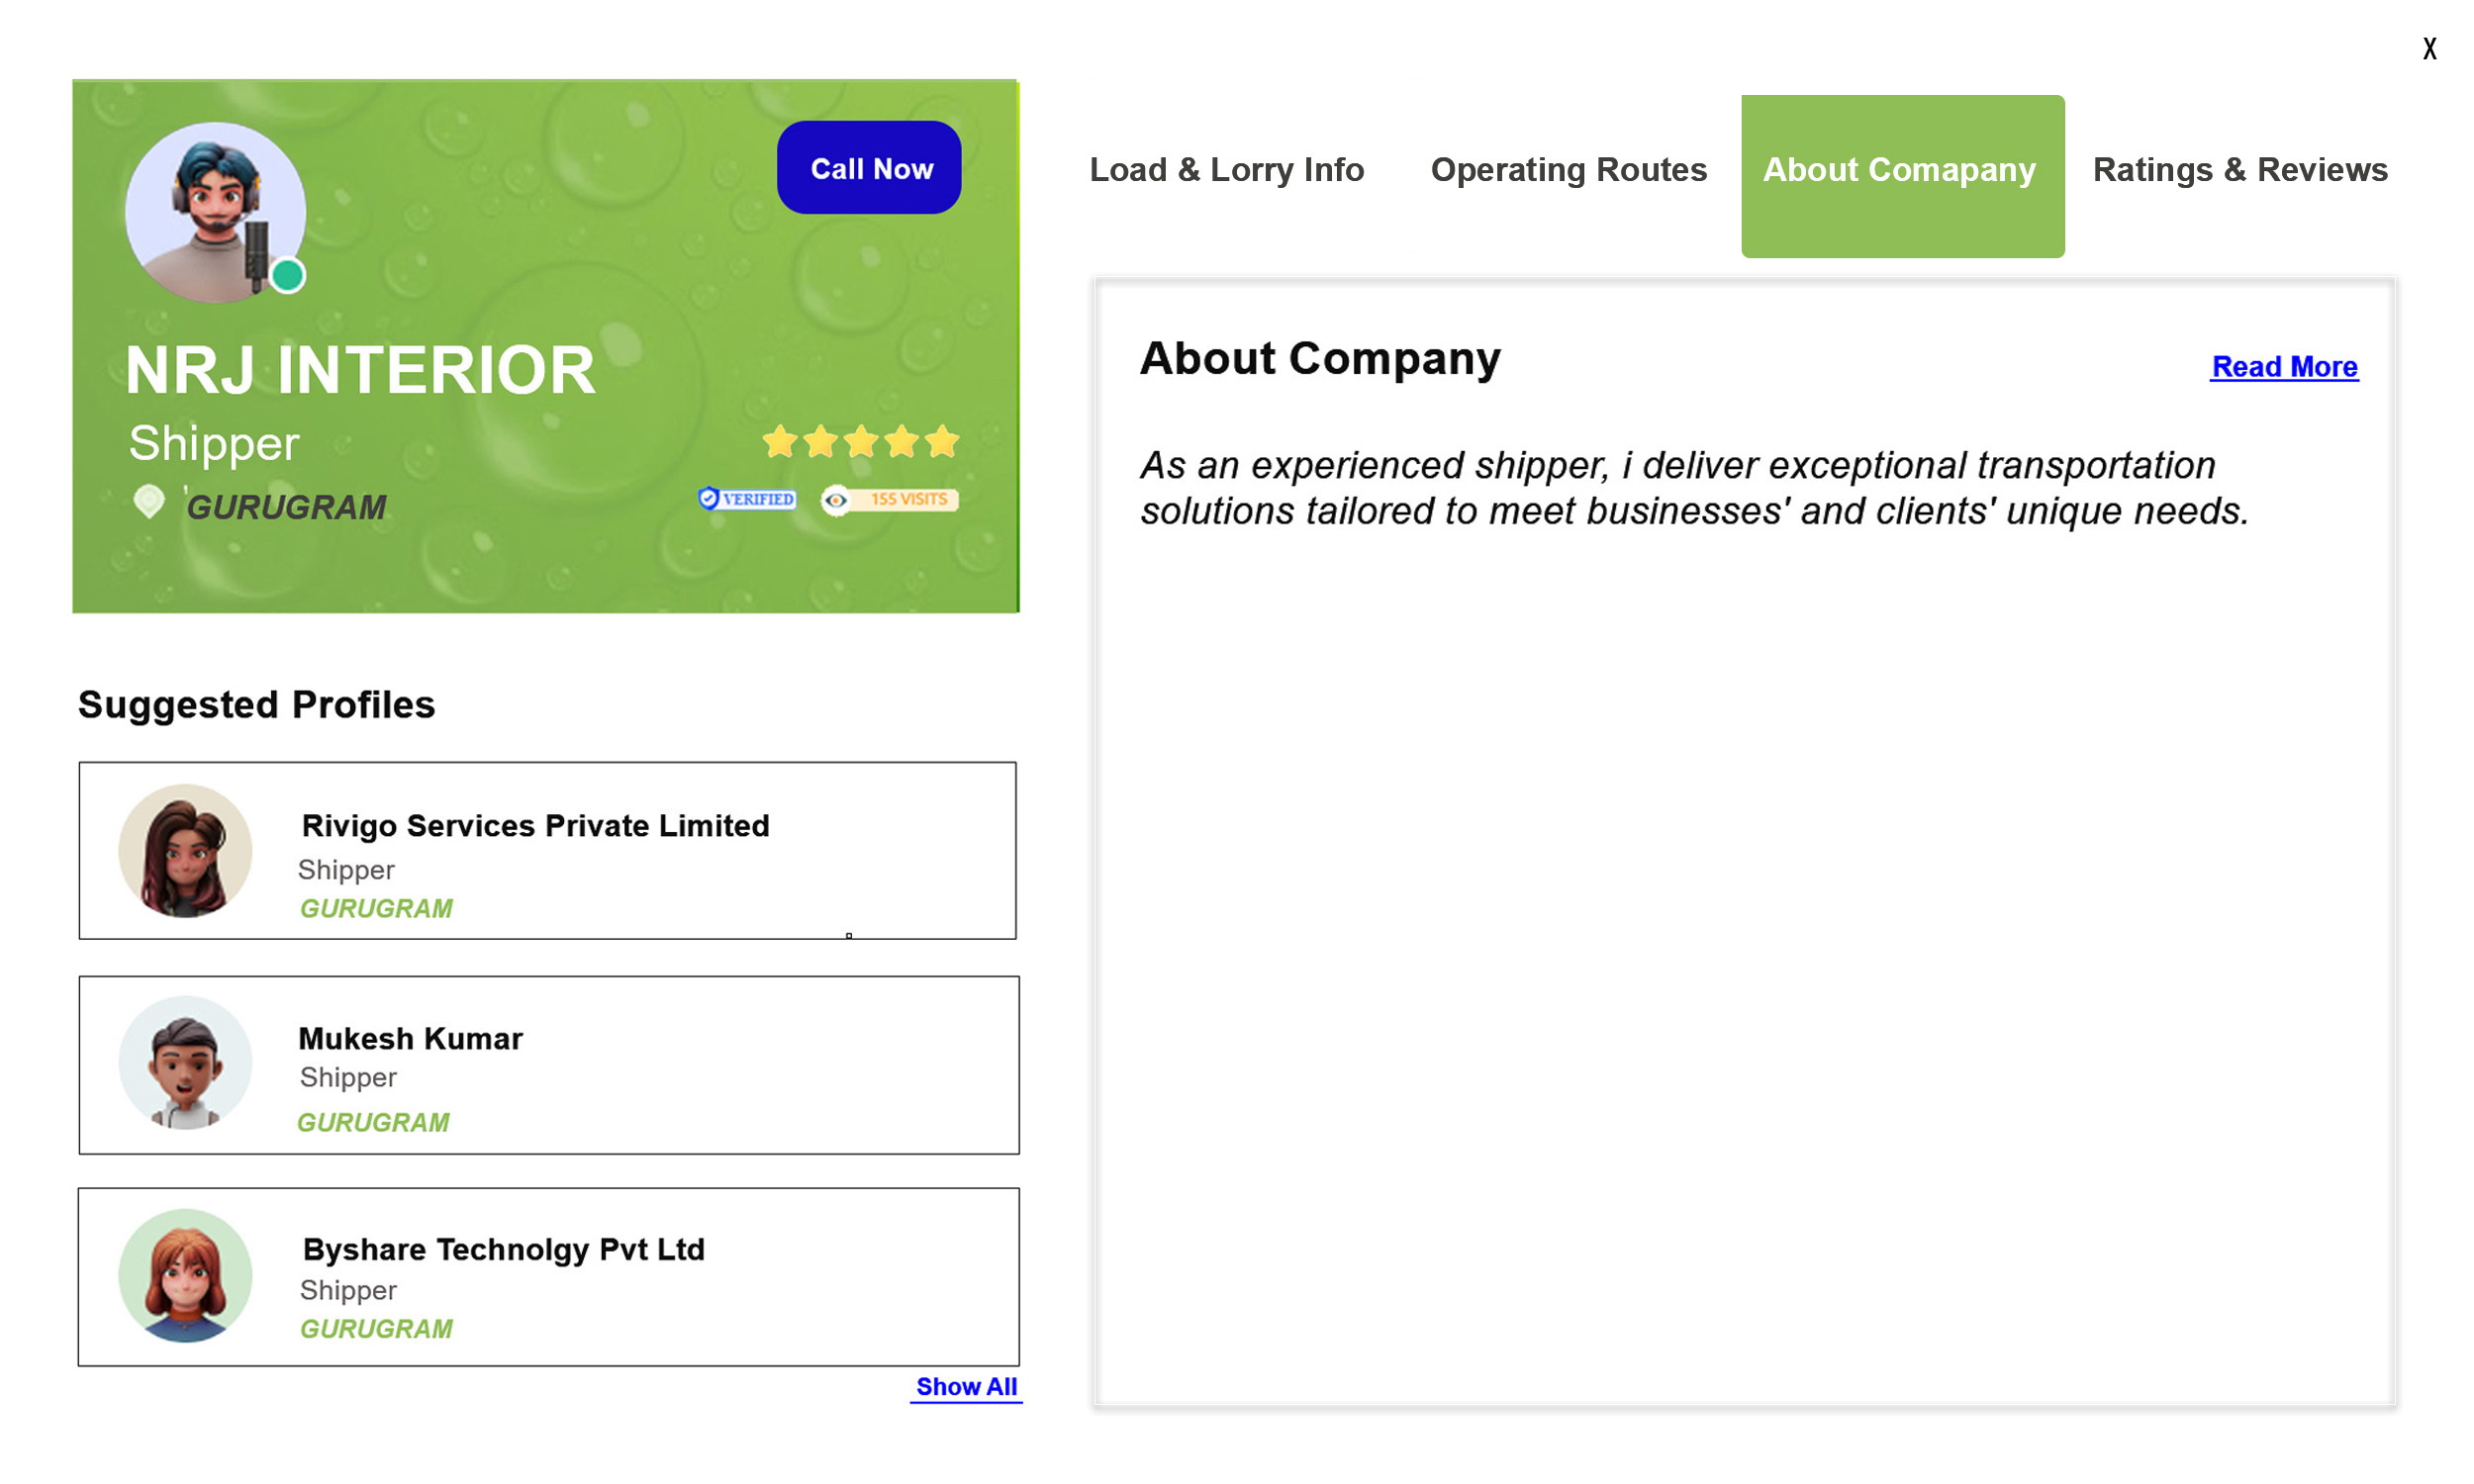 X
Call Now
NRJ INTERIOR
Shipper
GURUGRAM
VERIFIED
155 VISITS
Load & Lorry Info
Operating Routes
About Comapany
Ratings & Reviews
About Company
Read More
As an experienced shipper, i deliver exceptional transportation
solutions tailored to meet businesses' and clients' unique needs.
Suggested Profiles
Rivigo Services Private Limited
Shipper
GURUGRAM
Mukesh Kumar
Shipper
GURUGRAM
Byshare Technolgy Pvt Ltd
Shipper
GURUGRAM
Show All